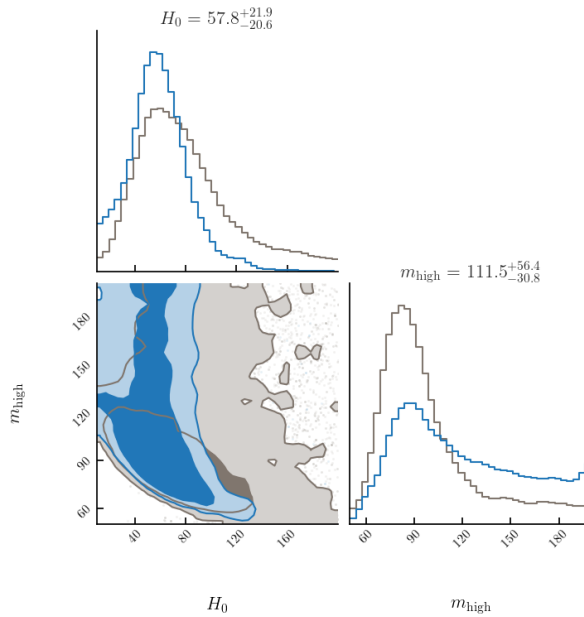 H_0 = 57.8^{+21.9}_{-20.6}
m_high = 111.5^{+56.4}_{-30.8}
180
150
120
90
60
m_high
40 80 120 160
60 90 120 150 180
H_0
m_high